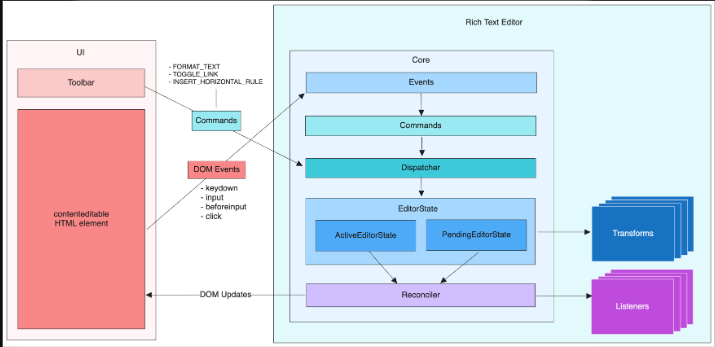 Rich Text Editor
UI
Toolbar
contenteditable
HTML element
- FORMAT_TEXT
- TOGGLE_LINK
- INSERT_HORIZONTAL_RULE
Commands
DOM Events
- keydown
- input
- beforeinput
- click
DOM Updates
Core
Events
Commands
Dispatcher
EditorState
ActiveEditorState
PendingEditorState
Reconciler
Transforms
Listeners